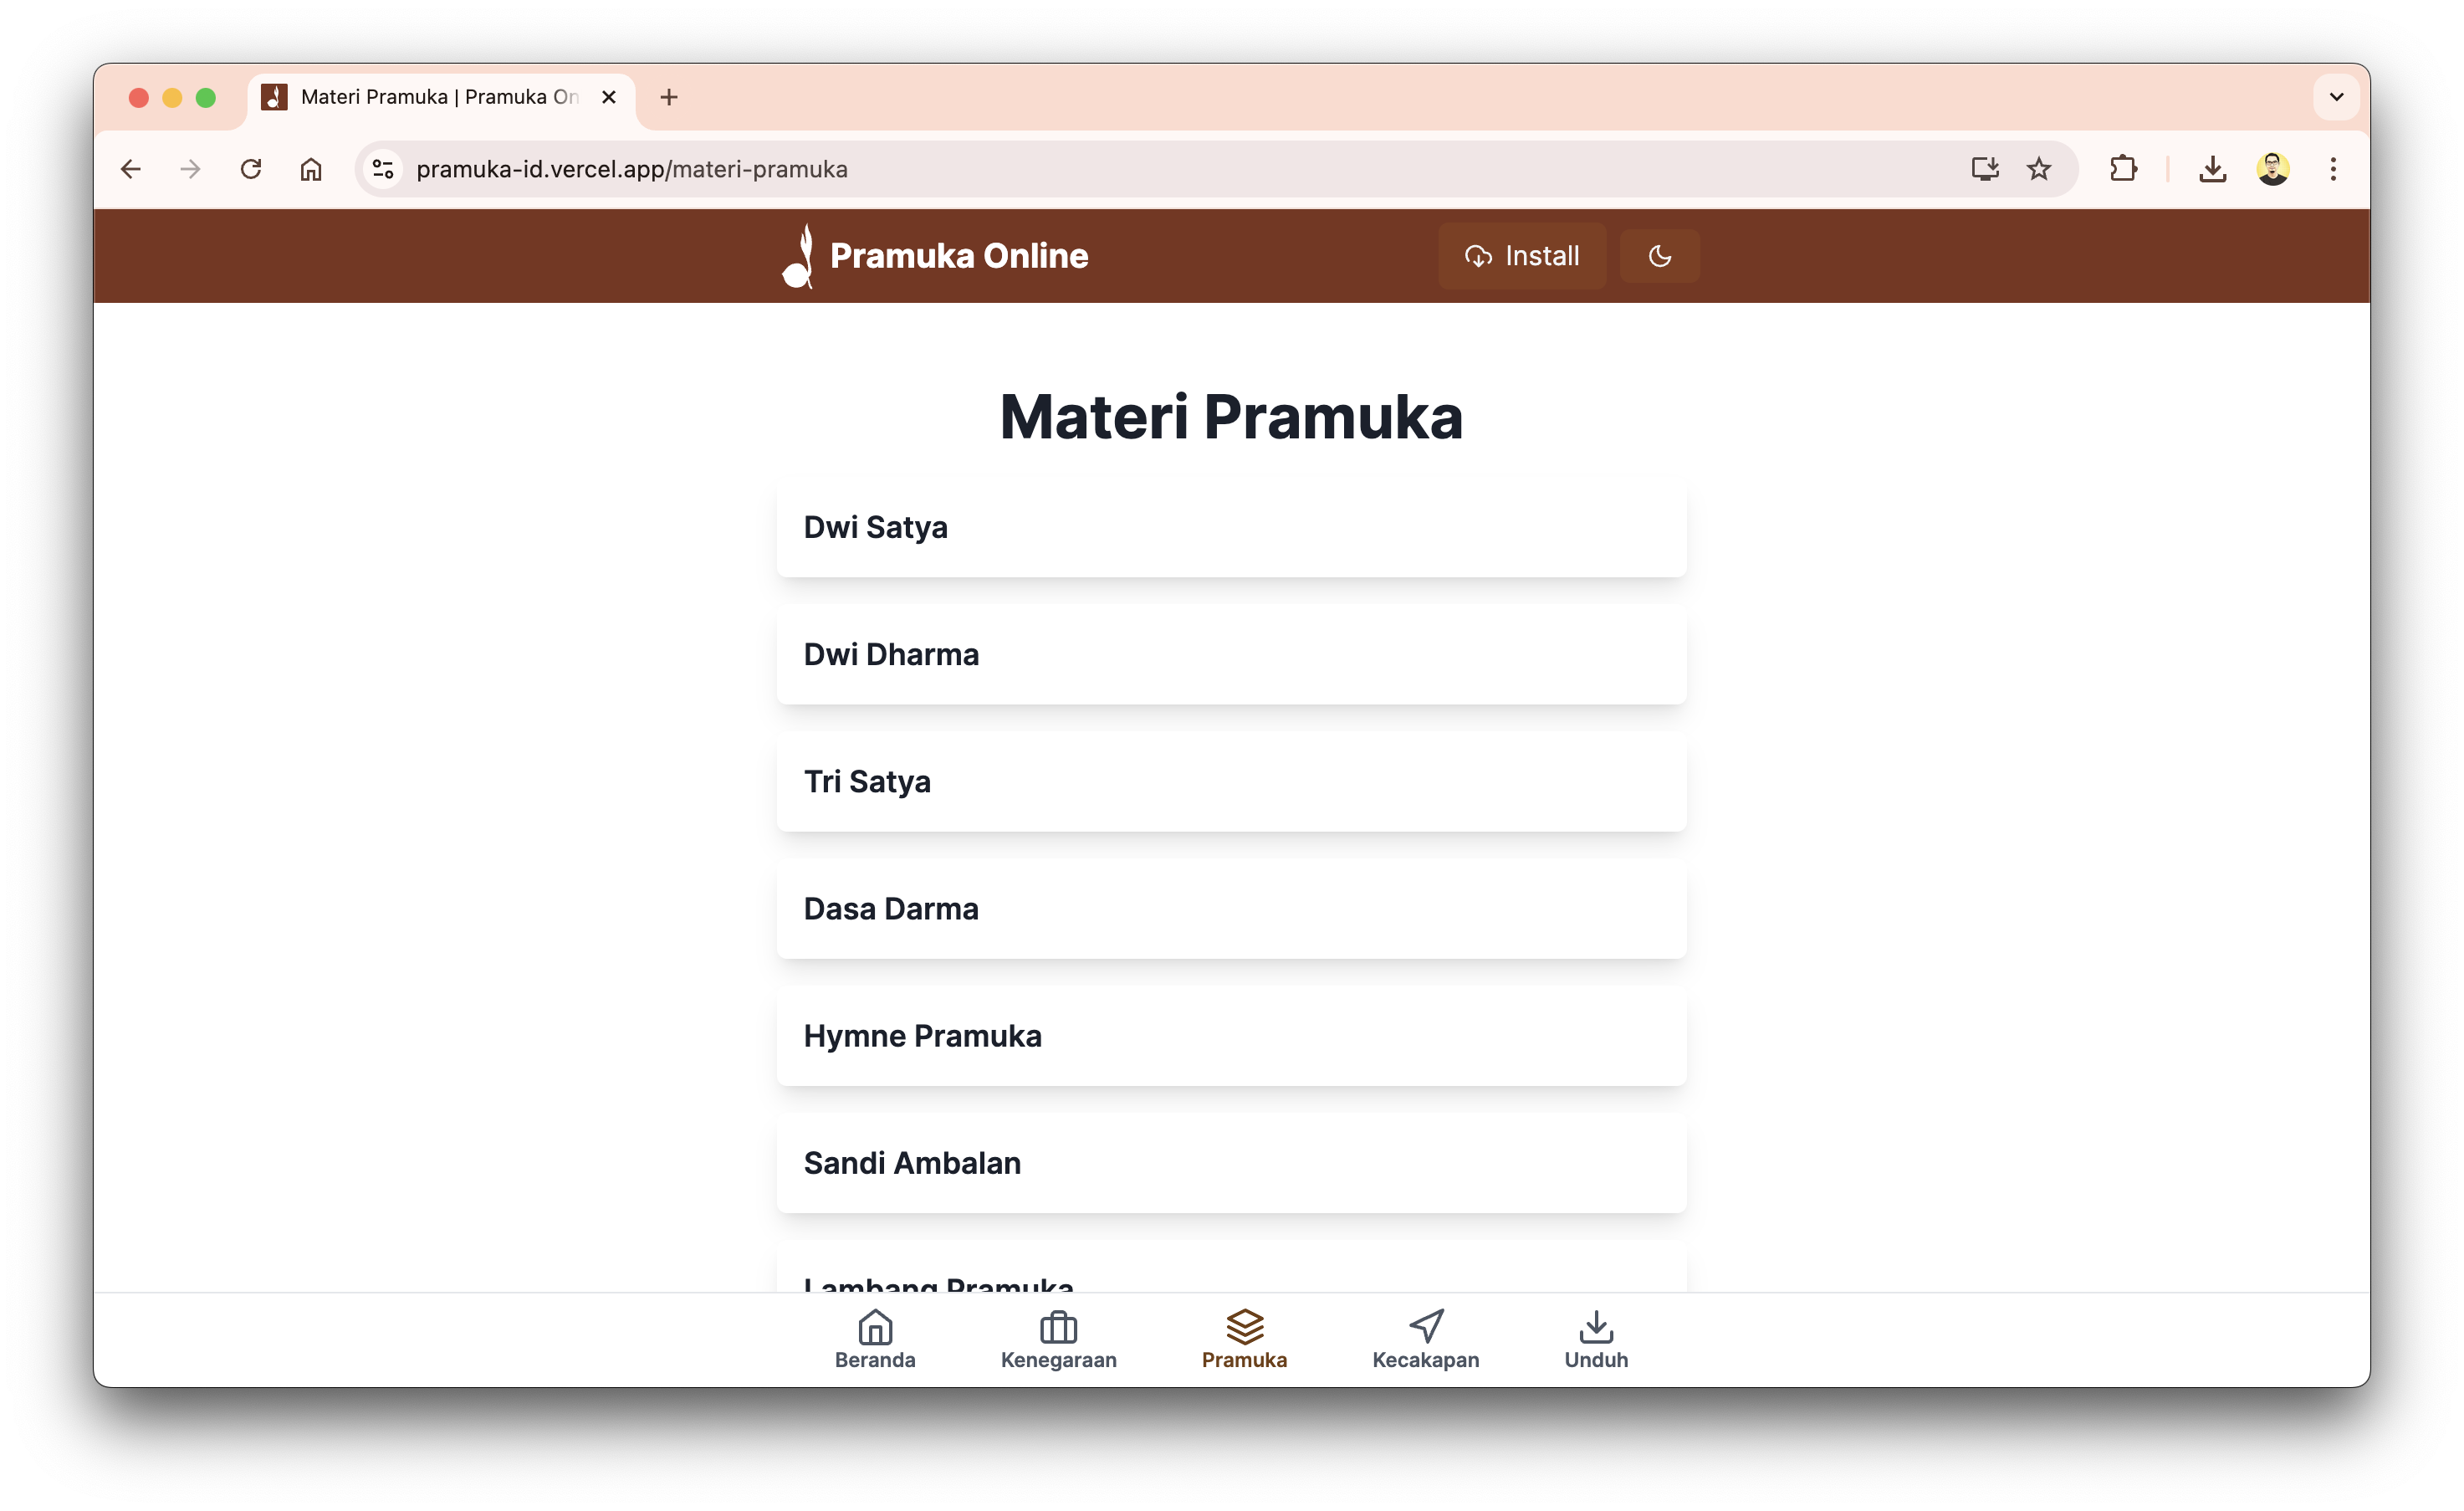 Materi Pramuka | Pramuka On
pramuka-id.vercel.app/materi-pramuka
Pramuka Online
Install
Materi Pramuka
Dwi Satya
Dwi Dharma
Tri Satya
Dasa Darma
Hymne Pramuka
Sandi Ambalan
Lambang Pramuka
Beranda
Kenegaraan
Pramuka
Kecakapan
Unduh